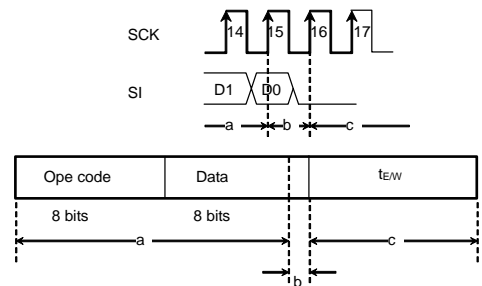 SCK 14 15 16 17
SI D1 D0
a b c
Ope code Data tE/W
8 bits 8 bits
a c
b